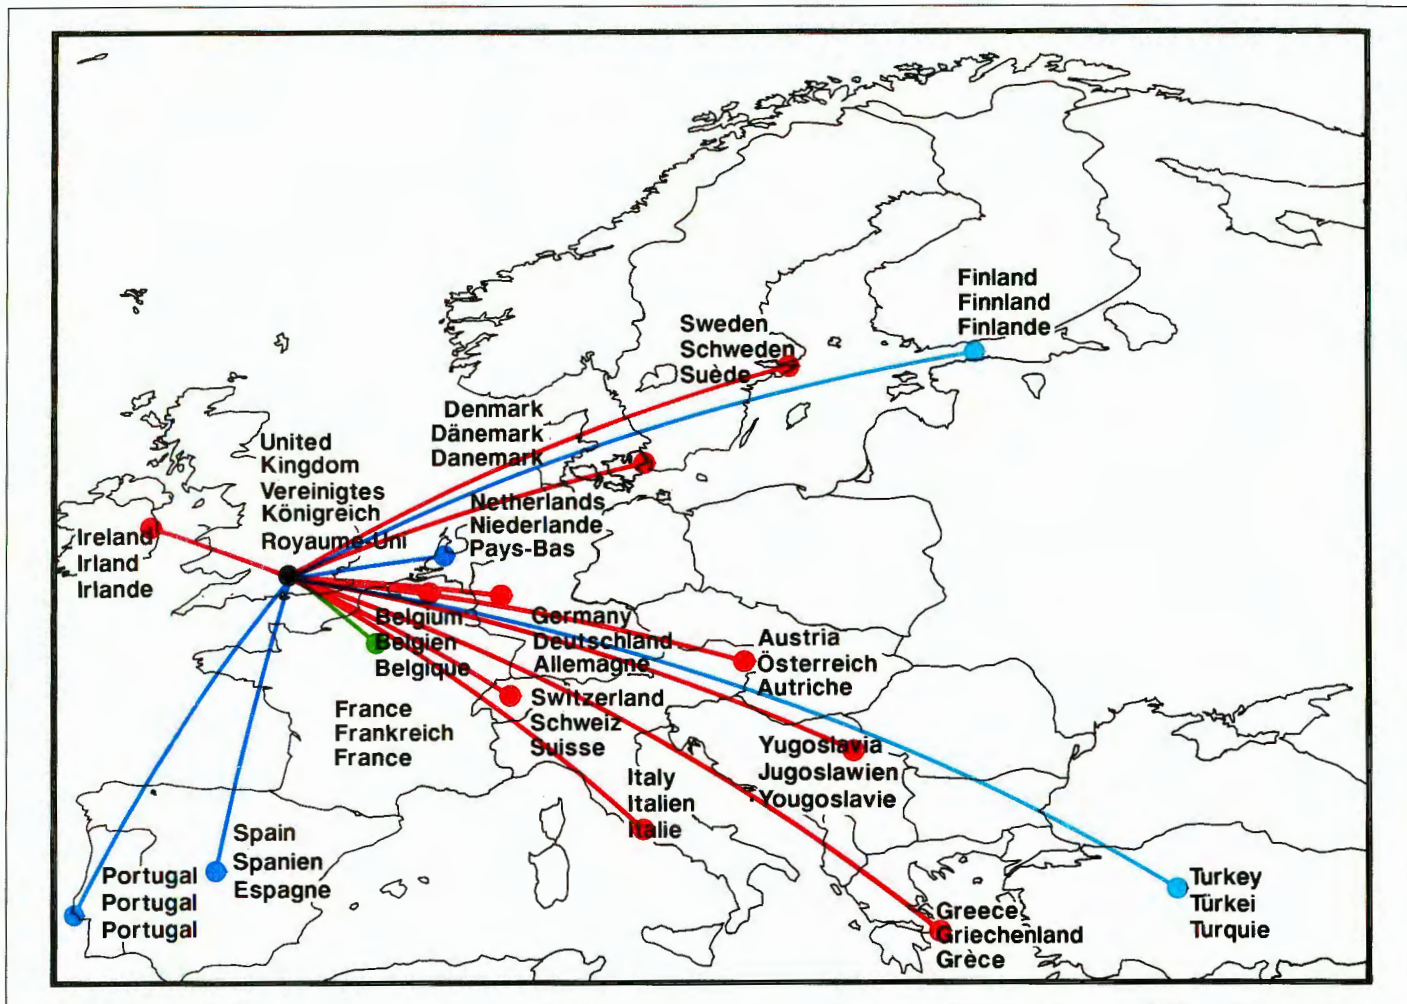 Finland
Finnland
Finlande
Sweden
Schweden
Suède
Denmark
Dänemark
Danemark
United
Kingdom
Vereinigtes
Königreich
Royaume-Uni
Netherlands
Niederlande
Pays-Bas
Ireland
Irland
Irlande
Belgium
Belgien
Belgique
Germany
Deutschland
Allemagne
Austria
Österreich
Autriche
Switzerland
Schweiz
Suisse
France
Frankreich
France
Yugoslavia
Jugoslawien
Yougoslavie
Italy
Italien
Italie
Spain
Spanien
Espagne
Portugal
Portugal
Portugal
Turkey
Türkei
Turquie
Greece
Griechenland
Grèce